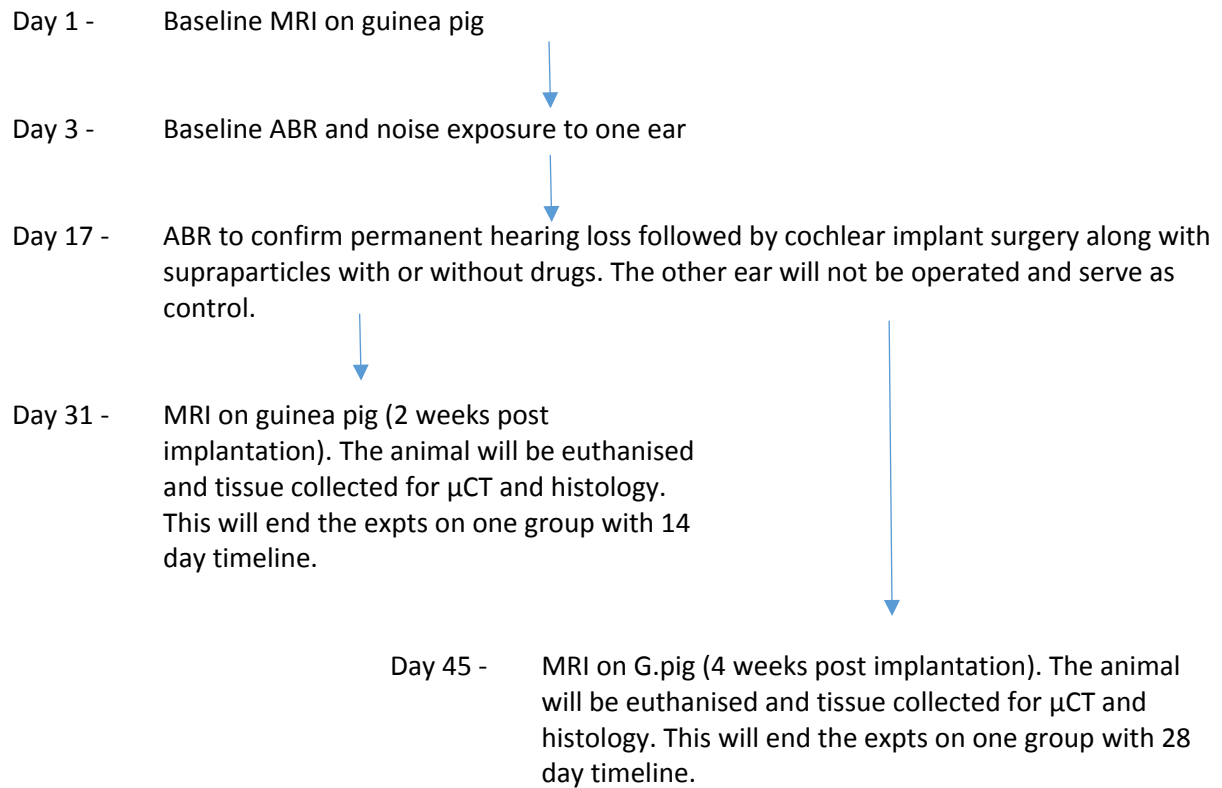 Day 1 - Baseline MRI on guinea pig
Day 3 - Baseline ABR and noise exposure to one ear
Day 17 - ABR to confirm permanent hearing loss followed by cochlear implant surgery along with
supraparticles with or without drugs. The other ear will not be operated and serve as
control.
Day 31 - MRI on guinea pig (2 weeks post
implantation). The animal will be euthanised
and tissue collected for µCT and histology.
This will end the expts on one group with 14
day timeline.
Day 45 - MRI on G.pig (4 weeks post implantation). The animal
will be euthanised and tissue collected for µCT and
histology. This will end the expts on one group with 28
day timeline.